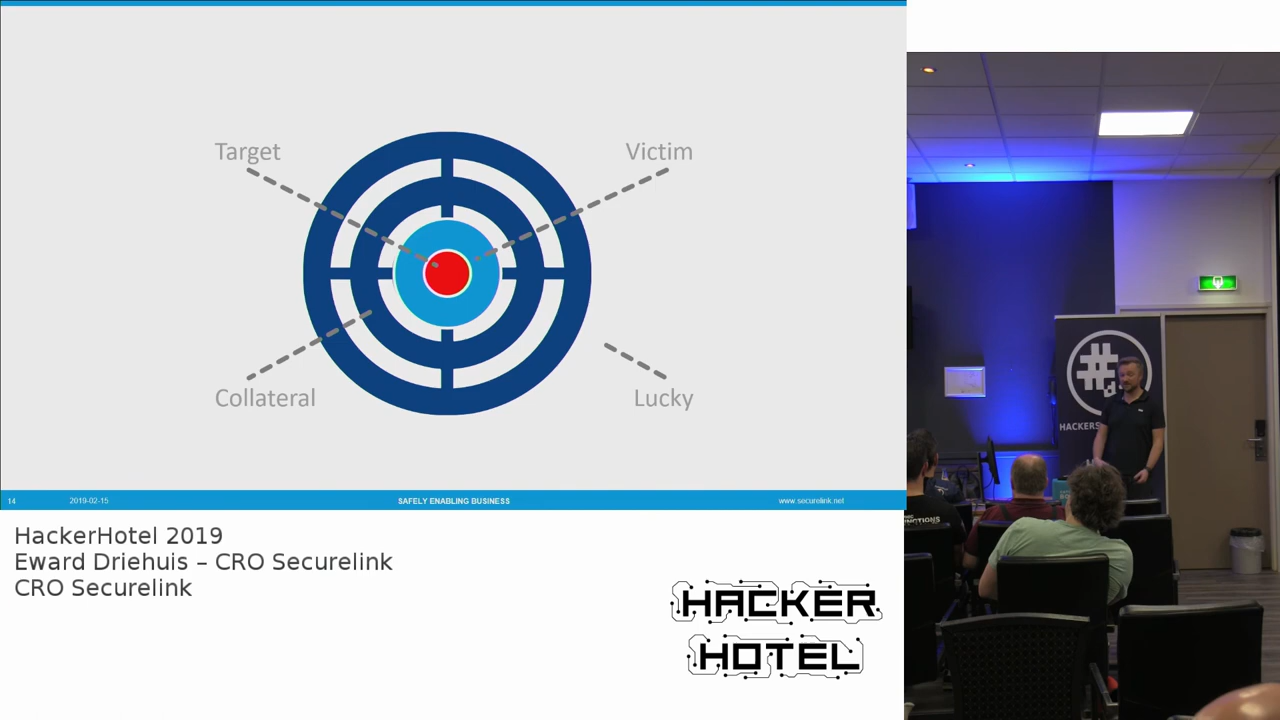 Target
Victim
Collateral
Lucky
14
2019-02-15
SAFELY ENABLING BUSINESS
www.securelink.net
HackerHotel 2019
Eward Driehuis – CRO Securelink
CRO Securelink
HACKER
HOTEL
#
HACKERS